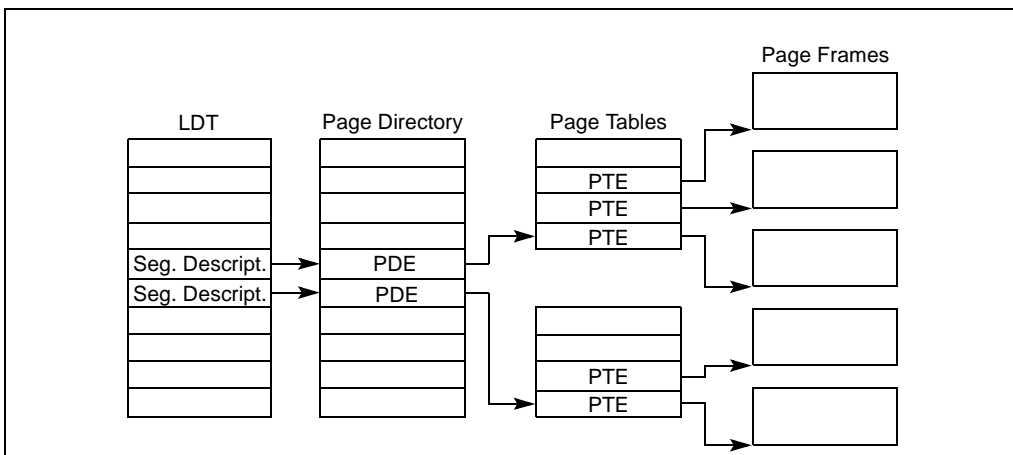 Page Frames
LDT
Page Directory
Page Tables
PTE
PTE
PTE
Seg. Descript.
PDE
Seg. Descript.
PDE
PTE
PTE